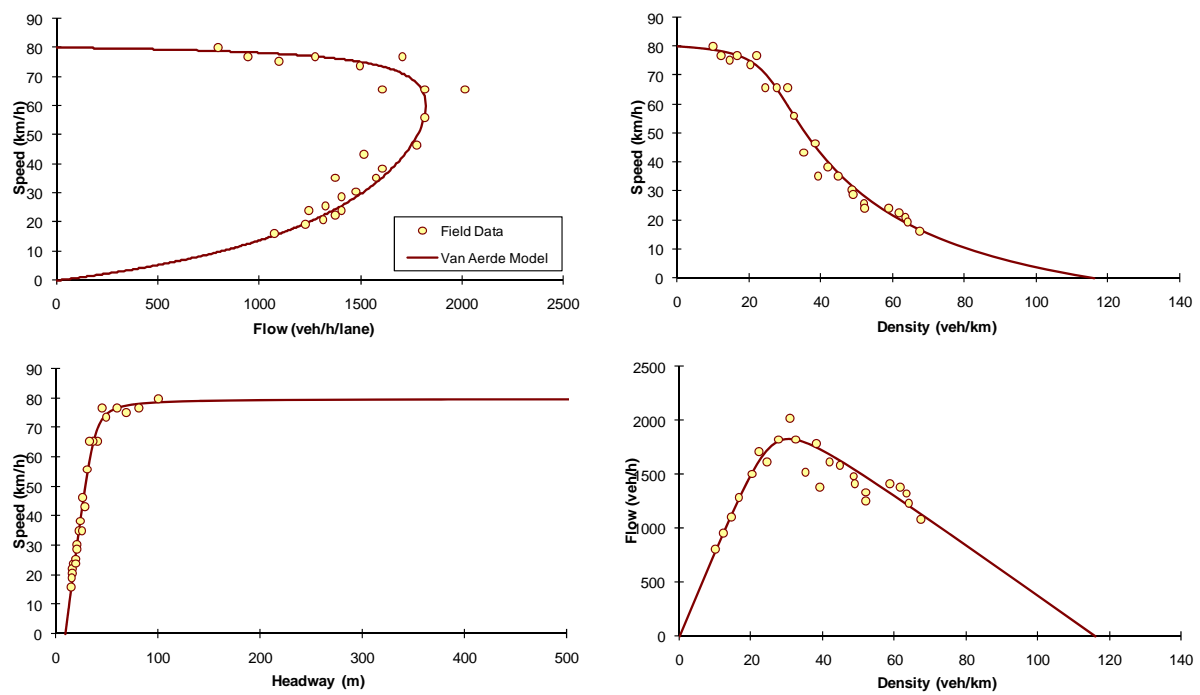 90
80
70
60
50
40
30
20
10
0
Speed (km/h)
0 500 1000 1500 2000 2500
Flow (veh/h/lane)
Field Data
Van Aerde Model
90
80
70
60
50
40
30
20
10
0
Speed (km/h)
0 20 40 60 80 100 120 140
Density (veh/km)
90
80
70
60
50
40
30
20
10
0
Speed (km/h)
0 100 200 300 400 500
Headway (m)
2500
2000
1500
1000
500
0
Flow (veh/h)
0 20 40 60 80 100 120 140
Density (veh/km)